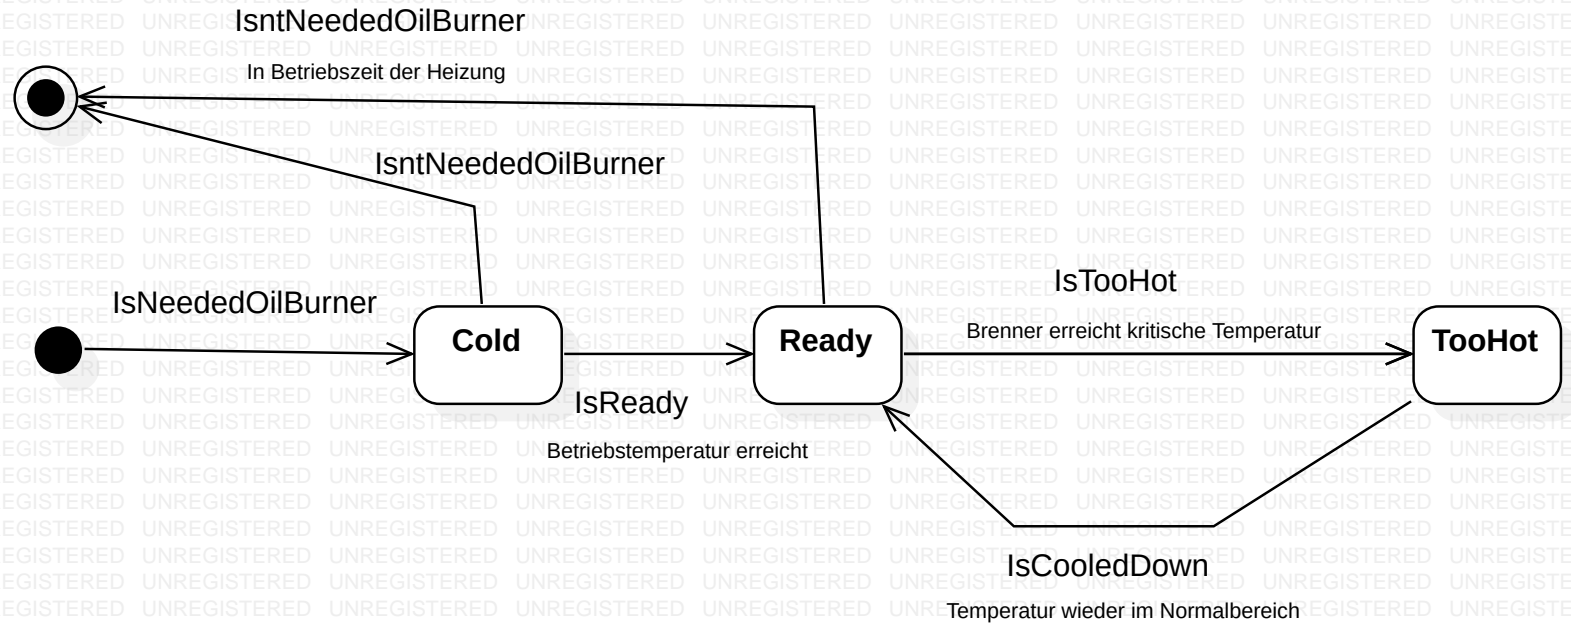 IsntNeededOilBurner
In Betriebszeit der Heizung
IsntNeededOilBurner
IsNeededOilBurner
IsTooHot
Brenner erreicht kritische Temperatur
Cold
Ready
TooHot
IsReady
Betriebstemperatur erreicht
IsCooledDown
Temperatur wieder im Normalbereich